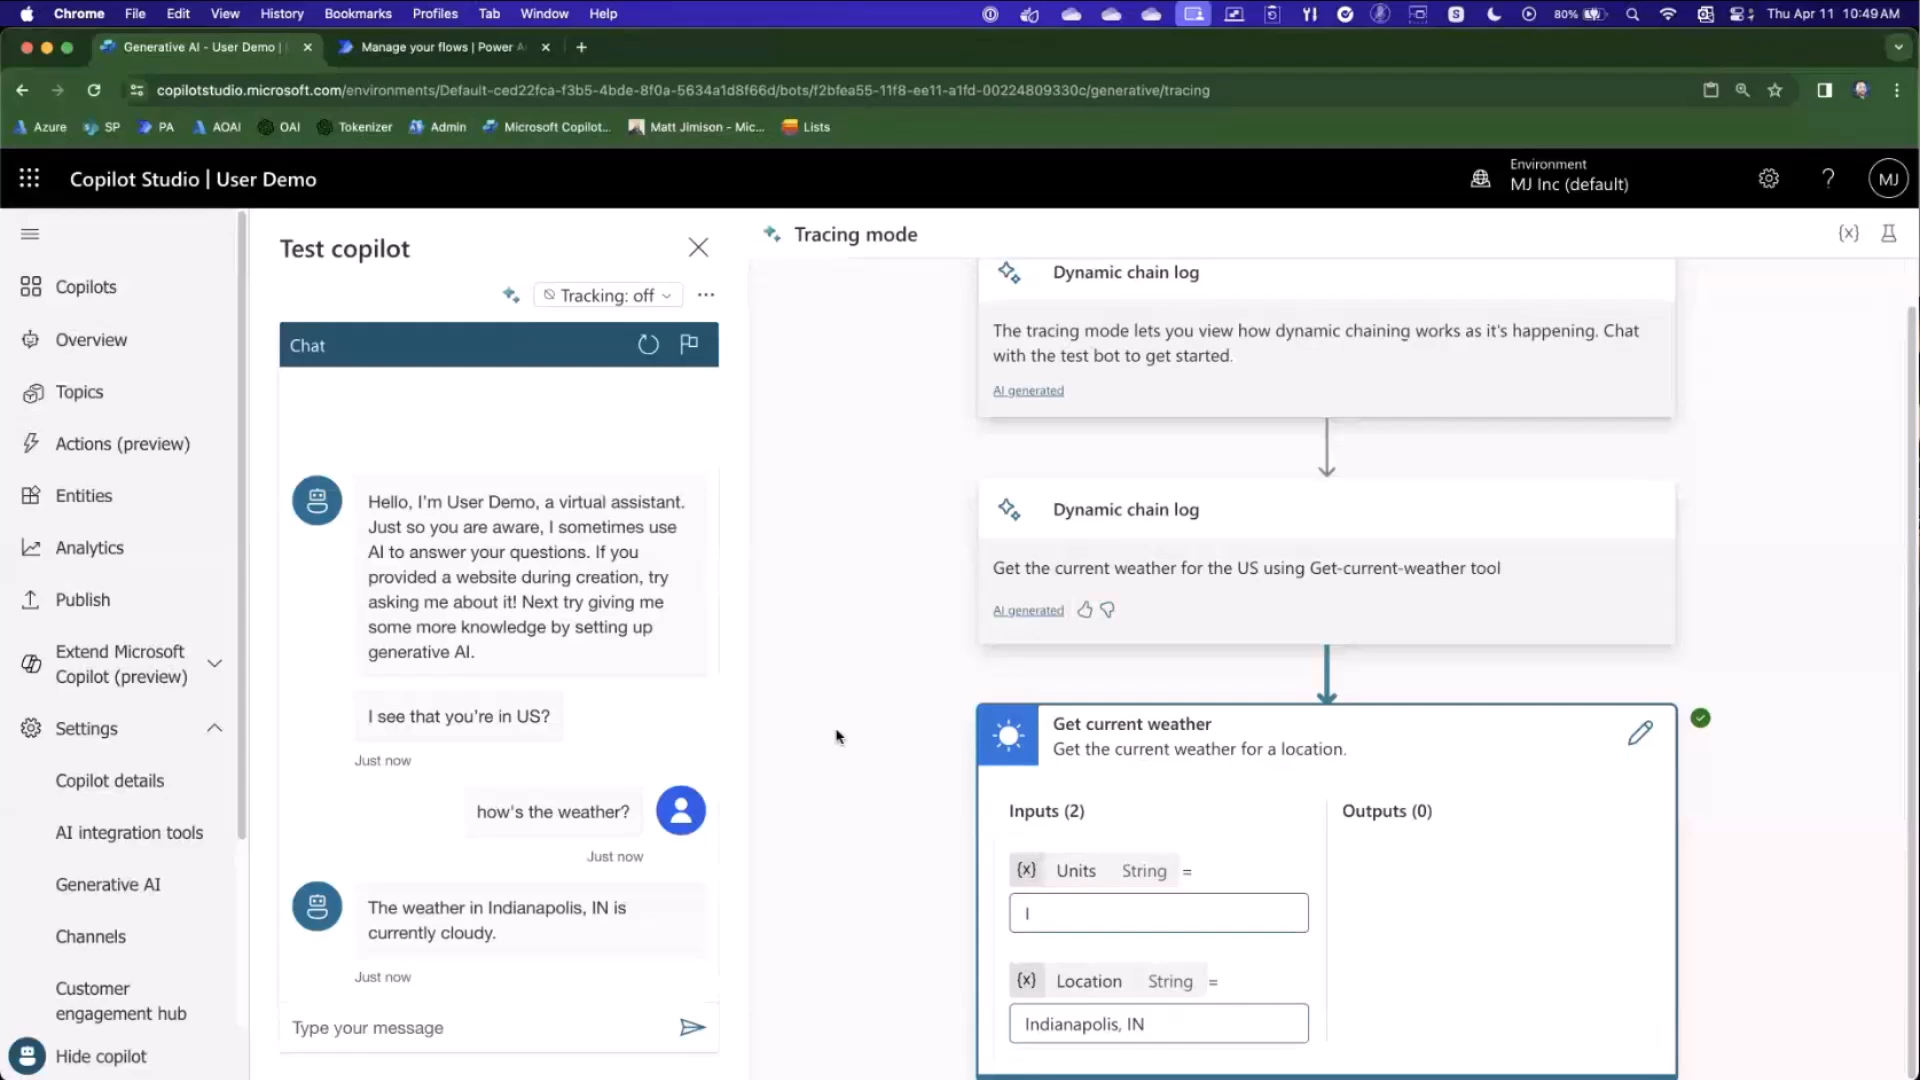 Chrome File Edit View History Bookmarks Profiles Tab Window Help
80% Thu Apr 11 10:49 AM
Generative AI - User Demo |
Manage your flows | Power A
copilotstudio.microsoft.com/environments/Default-ced22fca-f3b5-4bde-8f0a-5634a1d8f66d/bots/f2bfea55-11f8-ee11-a1fd-00224809330c/generative/tracing
Azure SP PA AOAI OAI Tokenizer Admin Microsoft Copilot... Matt Jimison - Mic... Lists
Copilot Studio | User Demo
Environment
MJ Inc (default)
?
MJ
Copilots
Overview
Topics
Actions (preview)
Entities
Analytics
Publish
Extend Microsoft
Copilot (preview)
Settings
Copilot details
AI integration tools
Generative AI
Channels
Customer
engagement hub
Hide copilot
Test copilot
Tracking: off
Chat
Hello, I'm User Demo, a virtual assistant.
Just so you are aware, I sometimes use
AI to answer your questions. If you
provided a website during creation, try
asking me about it! Next try giving me
some more knowledge by setting up
generative AI.
I see that you're in US?
Just now
how's the weather?
Just now
The weather in Indianapolis, IN is
currently cloudy.
Just now
Type your message
Tracing mode
{x}
Dynamic chain log
The tracing mode lets you view how dynamic chaining works as it's happening. Chat
with the test bot to get started.
AI generated
Dynamic chain log
Get the current weather for the US using Get-current-weather tool
AI generated
Get current weather
Get the current weather for a location.
Inputs (2)
Outputs (0)
{x} Units String =
I
{x} Location String =
Indianapolis, IN